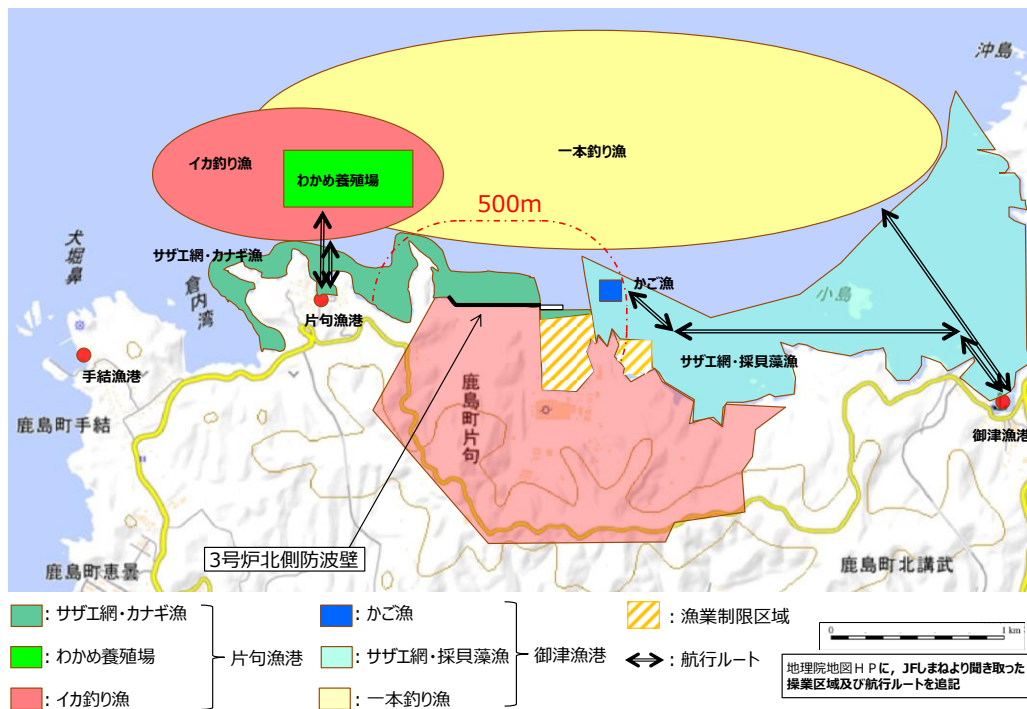 沖島
一本釣り漁
イカ釣り漁
わかめ養殖場
500m
犬堀鼻
サザエ網・カナギ漁
倉内湾
かご漁
小島
片句漁港
手結漁港
サザエ網・採貝藻漁
鹿島町片句
鹿島町手結
御津漁港
3号炉北側防波壁
鹿島町恵曇
鹿島町北講武
：サザエ網・カナギ漁
：わかめ養殖場
：イカ釣り漁
片句漁港
：かご漁
：サザエ網・採貝藻漁
：一本釣り漁
御津漁港
：漁業制限区域
：航行ルート
0 1 km
地理院地図ＨＰに，JFしまねより聞き取った
操業区域及び航行ルートを追記